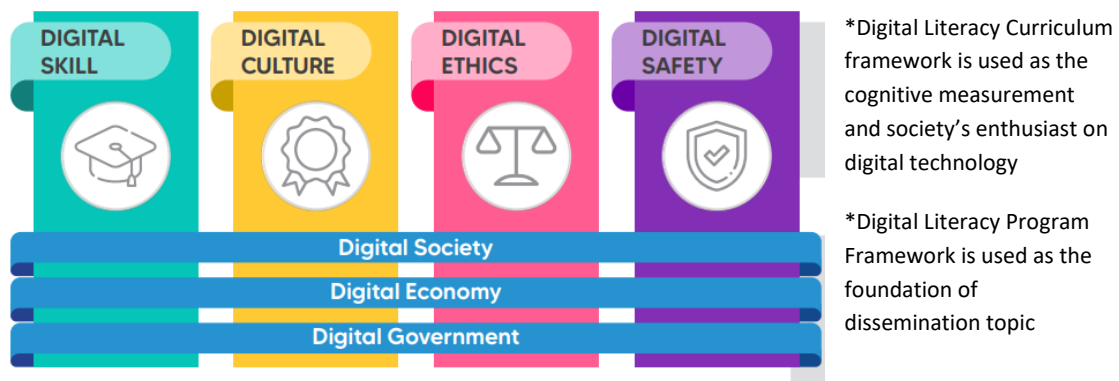 DIGITAL
SKILL
DIGITAL
CULTURE
DIGITAL
ETHICS
DIGITAL
SAFETY
Digital Society
Digital Economy
Digital Government
*Digital Literacy Curriculum
framework is used as the
cognitive measurement
and society’s enthusiast on
digital technology
*Digital Literacy Program
Framework is used as the
foundation of
dissemination topic